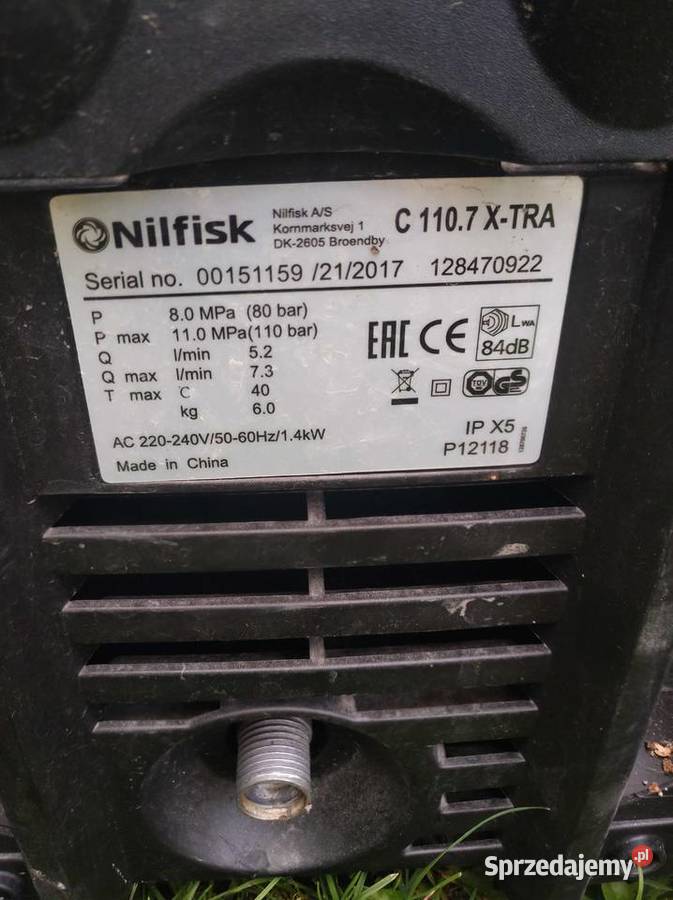 Nilfisk
Nilfisk A/S
Kornmarksvej 1
DK-2605 Broendby
C 110.7 X-TRA
Serial no. 00151159 /21/2017 128470922
P 8.0 MPa (80 bar)
P max 11.0 MPa(110 bar)
Q l/min 5.2
Q max l/min 7.3
T max C 40
kg 6.0
EAC CE
LWA
84dB
TÜV GS
AC 220-240V/50-60Hz/1.4kW
IP X5
Made in China
P12118
Sprzedajemy.pl